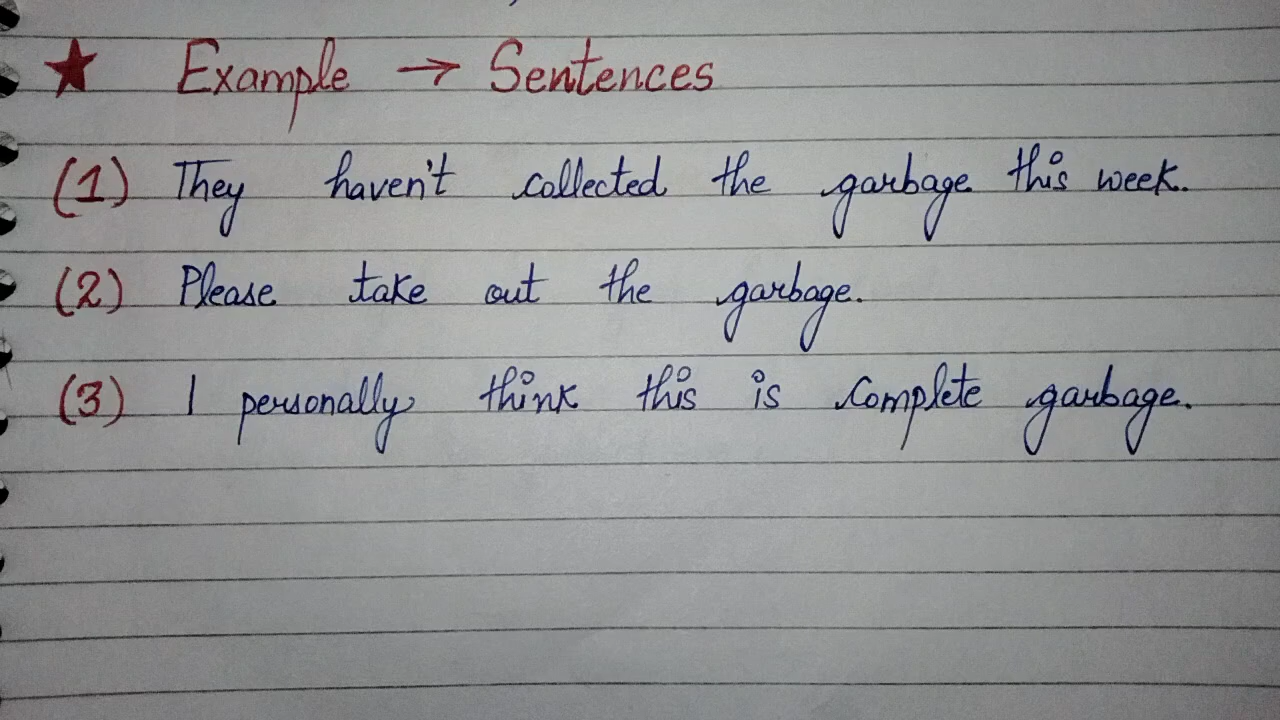 ★ Example → Sentences
(1) They haven't collected the garbage this week.
(2) Please take out the garbage.
(3) I personally think this is complete garbage.